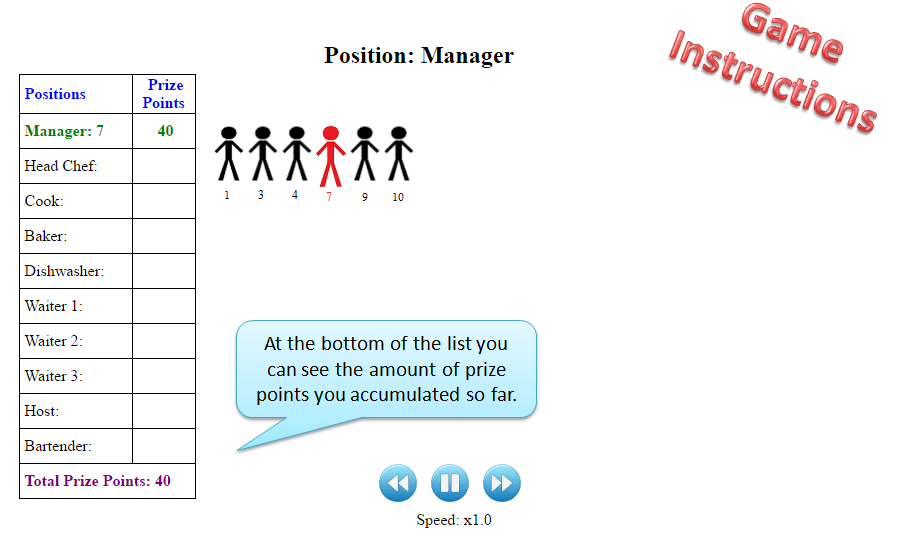 Game
Instructions
Position: Manager
Positions Prize Points
Manager: 7 40
Head Chef:
Cook:
Baker:
Dishwasher:
Waiter 1:
Waiter 2:
Waiter 3:
Host:
Bartender:
Total Prize Points: 40
1 3 4 7 9 10
At the bottom of the list you
can see the amount of prize
points you accumulated so far.
Speed: x1.0